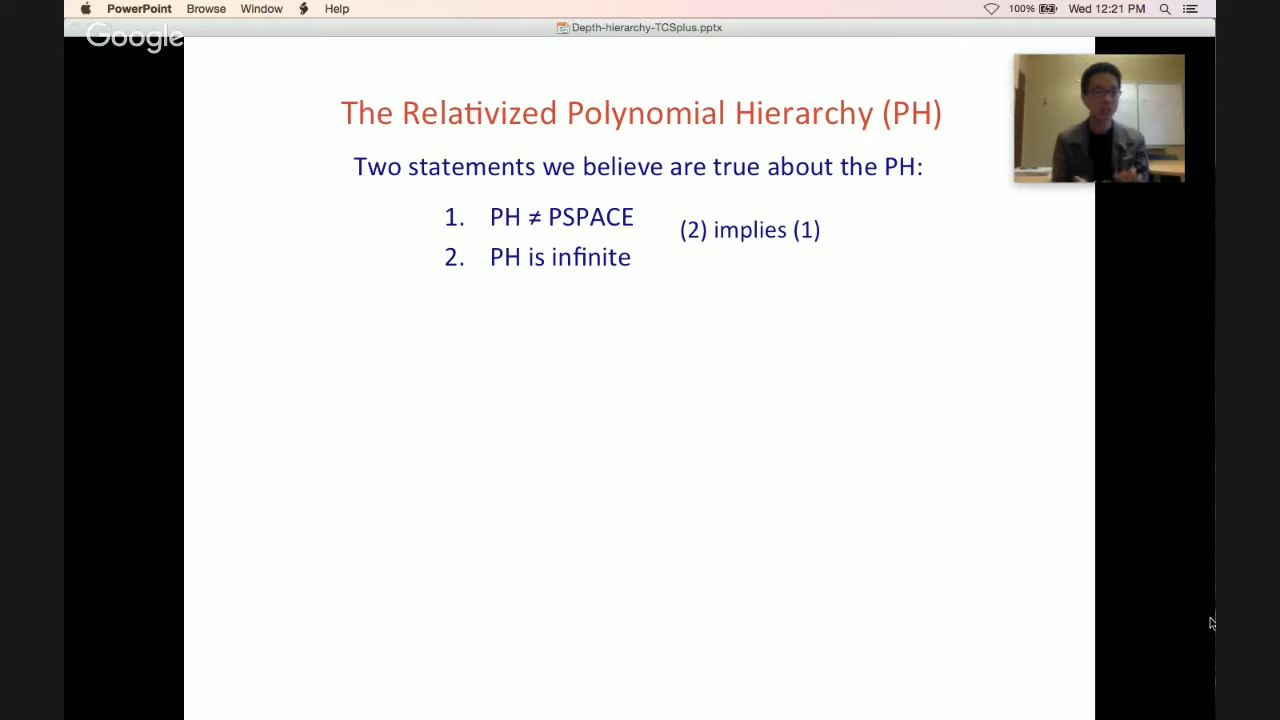 PowerPoint Browse Window Help 100% Wed 12:21 PM
Depth-hierarchy-TCSplus.pptx
Google
The Relativized Polynomial Hierarchy (PH)
Two statements we believe are true about the PH:
1. PH ≠ PSPACE
(2) implies (1)
2. PH is infinite